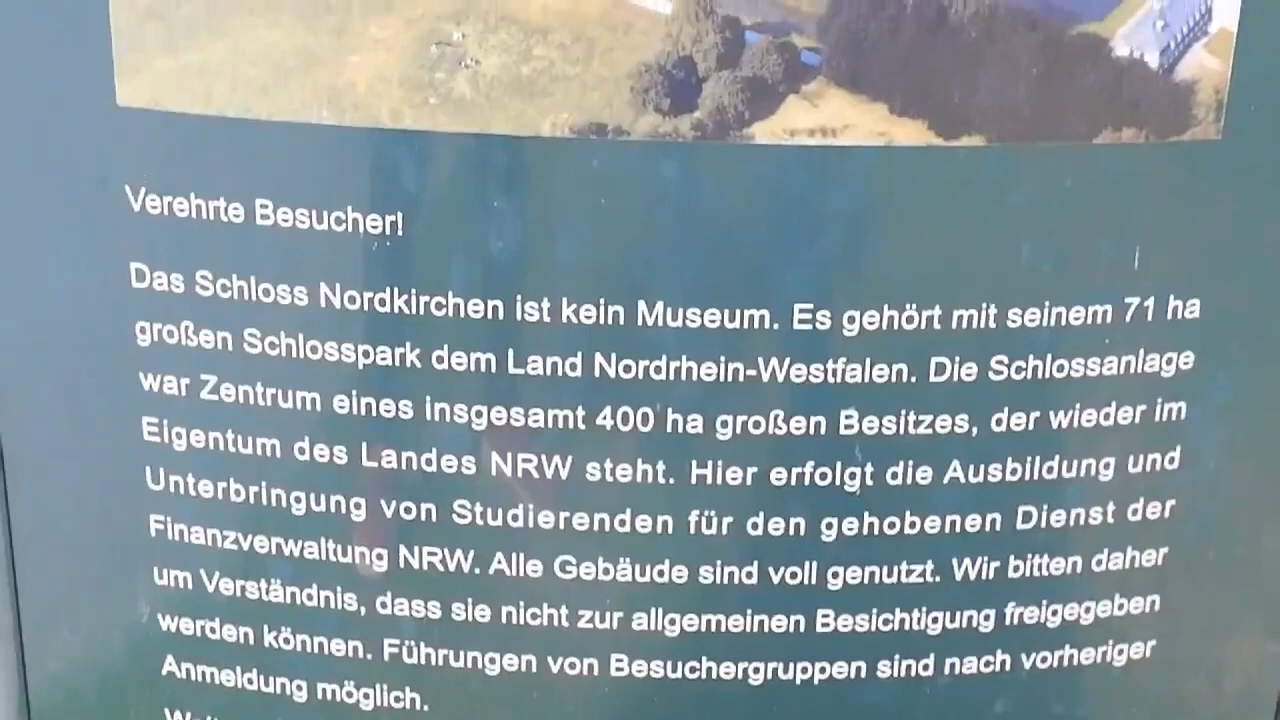 Verehrte Besucher!
Das Schloss Nordkirchen ist kein Museum. Es gehört mit seinem 71 ha
großen Schlosspark dem Land Nordrhein-Westfalen. Die Schlossanlage
war Zentrum eines insgesamt 400 ha großen Besitzes, der wieder im
Eigentum des Landes NRW steht. Hier erfolgt die Ausbildung und
Unterbringung von Studierenden für den gehobenen Dienst der
Finanzverwaltung NRW. Alle Gebäude sind voll genutzt. Wir bitten daher
um Verständnis, dass sie nicht zur allgemeinen Besichtigung freigegeben
werden können. Führungen von Besuchergruppen sind nach vorheriger
Anmeldung möglich.